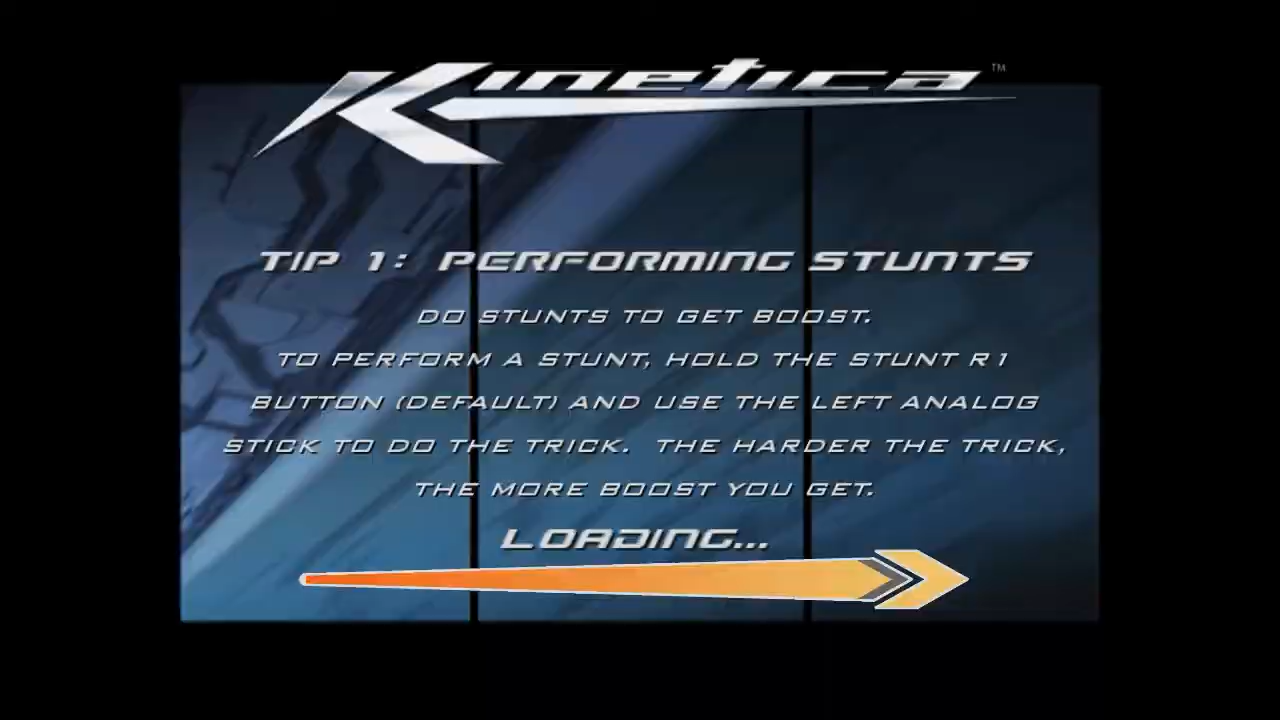 Kinetica™
TIP 1: PERFORMING STUNTS
DO STUNTS TO GET BOOST.
TO PERFORM A STUNT, HOLD THE STUNT R1
BUTTON (DEFAULT) AND USE THE LEFT ANALOG
STICK TO DO THE TRICK. THE HARDER THE TRICK,
THE MORE BOOST YOU GET.
LOADING...